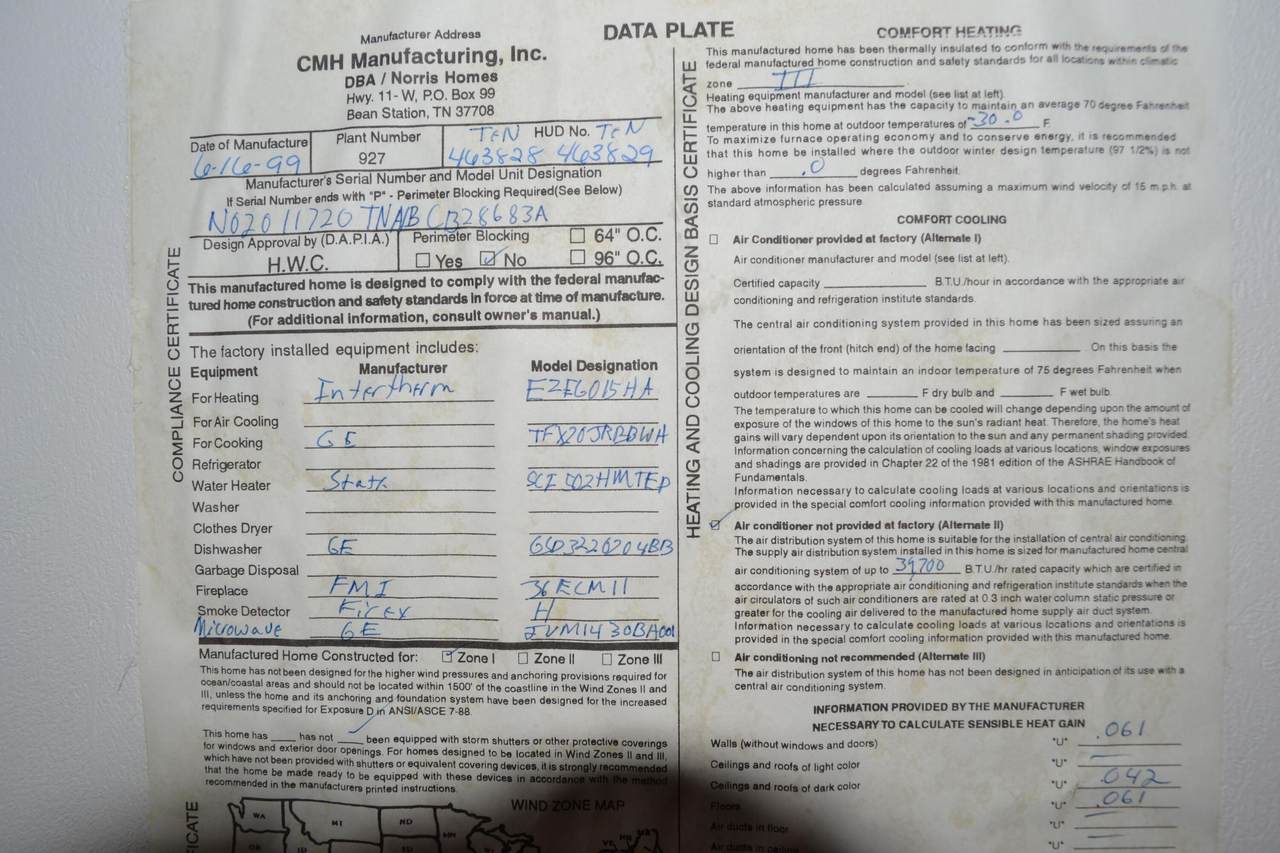 DATA PLATE
Manufacturer Address
CMH Manufacturing, Inc.
DBA / Norris Homes
Hwy. 11-W, P.O. Box 99
Bean Station, TN 37708
Date of Manufacture
6-16-99
Plant Number
927
HUD No.
TEN TEN
463828 463829
Manufacturer's Serial Number and Model Unit Designation
If Serial Number ends with "P" - Perimeter Blocking Required(See Below)
N02011720TNAB CB28683A
Design Approval by (D.A.P.I.A.)
H.W.C.
Perimeter Blocking
Yes No
64" O.C.
96" O.C.
This manufactured home is designed to comply with the federal manufac-
tured home construction and safety standards in force at time of manufacture.
(For additional information, consult owner's manual.)
COMPLIANCE CERTIFICATE
The factory installed equipment includes:
Equipment Manufacturer Model Designation
For Heating Intertherm
For Air Cooling
For Cooking GE
Refrigerator
Water Heater State
Washer
Clothes Dryer
Dishwasher GE
Garbage Disposal
Fireplace FMI 36ECM11
Smoke Detector Firex H
Microwave GE
Manufactured Home Constructed for: Zone I Zone II Zone III
This home has not been designed for the higher wind pressures and anchoring provisions required for
ocean/coastal areas and should not be located within 1500' of the coastline in the Wind Zones II and
III, unless the home and its anchoring and foundation system have been designed for the increased
requirements specified for Exposure D in ANSI/ASCE 7-88.
This home has ____ has not ____ been equipped with storm shutters or other protective coverings
for windows and exterior door openings. For homes designed to be located in Wind Zones II and III,
which have not been provided with shutters or equivalent covering devices, it is strongly recommended
that the home be made ready to be equipped with these devices in accordance with the method
recommended in the manufacturers printed instructions.
WIND ZONE MAP
WA
MT
ND
HEATING AND COOLING DESIGN BASIS CERTIFICATE
COMFORT HEATING
This manufactured home has been thermally insulated to conform with the requirements of the
federal manufactured home construction and safety standards for all locations within climatic
zone III
Heating equipment manufacturer and model (see list at left).
The above heating equipment has the capacity to maintain an average 70 degree Fahrenheit
temperature in this home at outdoor temperatures of -30.0 F.
To maximize furnace operating economy and to conserve energy, it is recommended
that this home be installed where the outdoor winter design temperature (97 1/2%) is not
higher than .0 degrees Fahrenheit.
The above information has been calculated assuming a maximum wind velocity of 15 m.p.h. at
standard atmospheric pressure.
COMFORT COOLING
Air Conditioner provided at factory (Alternate I)
Air conditioner manufacturer and model (see list at left).
Certified capacity ____ B.T.U./hour in accordance with the appropriate air
conditioning and refrigeration institute standards.
The central air conditioning system provided in this home has been sized assuring an
orientation of the front (hitch end) of the home facing ____. On this basis the
system is designed to maintain an indoor temperature of 75 degrees Fahrenheit when
outdoor temperatures are ____ F dry bulb and ____ F wet bulb.
The temperature to which this home can be cooled will change depending upon the amount of
exposure of the windows of this home to the sun's radiant heat. Therefore, the home's heat
gains will vary dependent upon its orientation to the sun and any permanent shading provided.
Information concerning the calculation of cooling loads at various locations, window exposures
and shadings are provided in Chapter 22 of the 1981 edition of the ASHRAE Handbook of
Fundamentals.
Information necessary to calculate cooling loads at various locations and orientations is
provided in the special comfort cooling information provided with this manufactured home.
Air conditioner not provided at factory (Alternate II)
The air distribution system of this home is suitable for the installation of central air conditioning.
The supply air distribution system installed in this home is sized for manufactured home central
air conditioning system of up to 39,700 B.T.U./hr rated capacity which are certified in
accordance with the appropriate air conditioning and refrigeration institute standards when the
air circulators of such air conditioners are rated at 0.3 inch water column static pressure or
greater for the cooling air delivered to the manufactured home supply air duct system.
Information necessary to calculate cooling loads at various locations and orientations is
provided in the special comfort cooling information provided with this manufactured home.
Air conditioning not recommended (Alternate III)
The air distribution system of this home has not been designed in anticipation of its use with a
central air conditioning system.
INFORMATION PROVIDED BY THE MANUFACTURER
NECESSARY TO CALCULATE SENSIBLE HEAT GAIN
Walls (without windows and doors) "U" .061
Ceilings and roofs of light color "U"
Ceilings and roofs of dark color "U" .042
Floors "U" .061
Air ducts in floor "U"
Air ducts in ceiling "U"